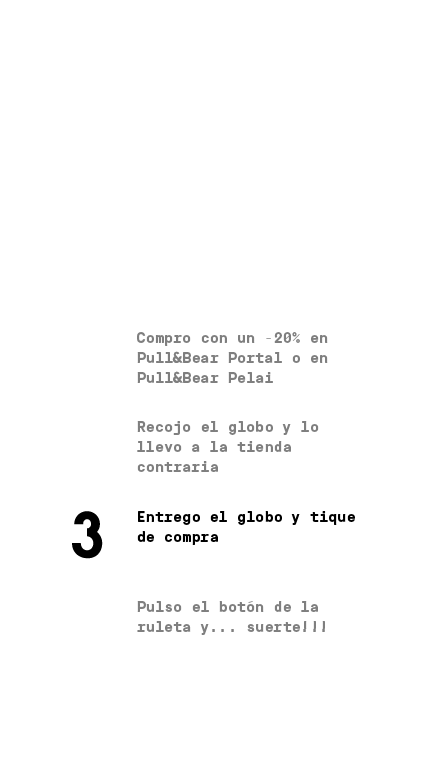 Compro con un -20% en
Pull&Bear Portal o en
Pull&Bear Pelai
Recojo el globo y lo
llevo a la tienda
contraria
3
Entrego el globo y tique
de compra
Pulso el botón de la
ruleta y... suerte!!!